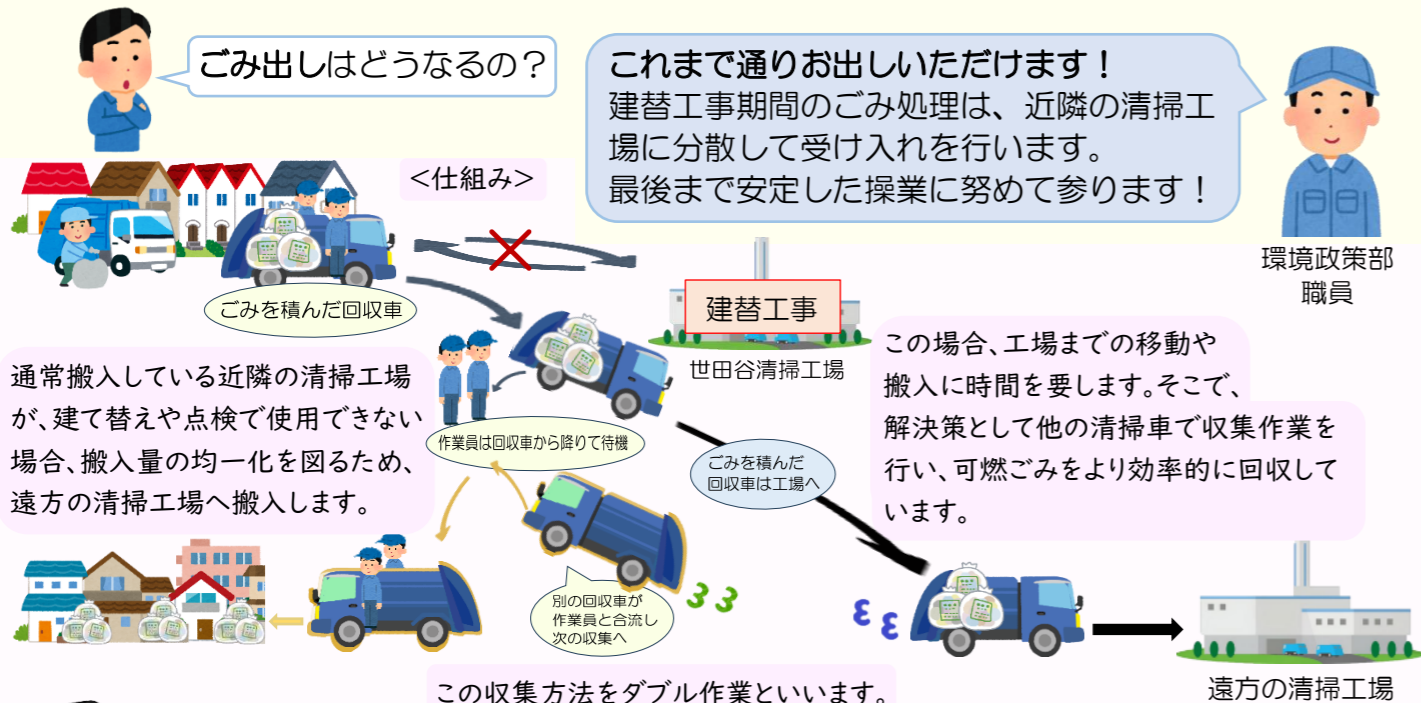 ごみ出しはどうなるの？
これまで通りお出しいただけます！
建替工事期間のごみ処理は、近隣の清掃工
場に分散して受け入れを行います。
最後まで安定した操業に努めて参ります！
環境政策部
職員
<仕組み>
ごみを積んだ回収車
建替工事
世田谷清掃工場
通常搬入している近隣の清掃工場
が、建て替えや点検で使用できない
場合、搬入量の均一化を図るため、
遠方の清掃工場へ搬入します。
作業員は回収車から降りて待機
ごみを積んだ
回収車は工場へ
この場合、工場までの移動や
搬入に時間を要します。そこで、
解決策として他の清掃車で収集作業を
行い、可燃ごみをより効率的に回収して
います。
別の回収車が
作業員と合流し
次の収集へ
遠方の清掃工場
この収集方法をダブル作業といいます。